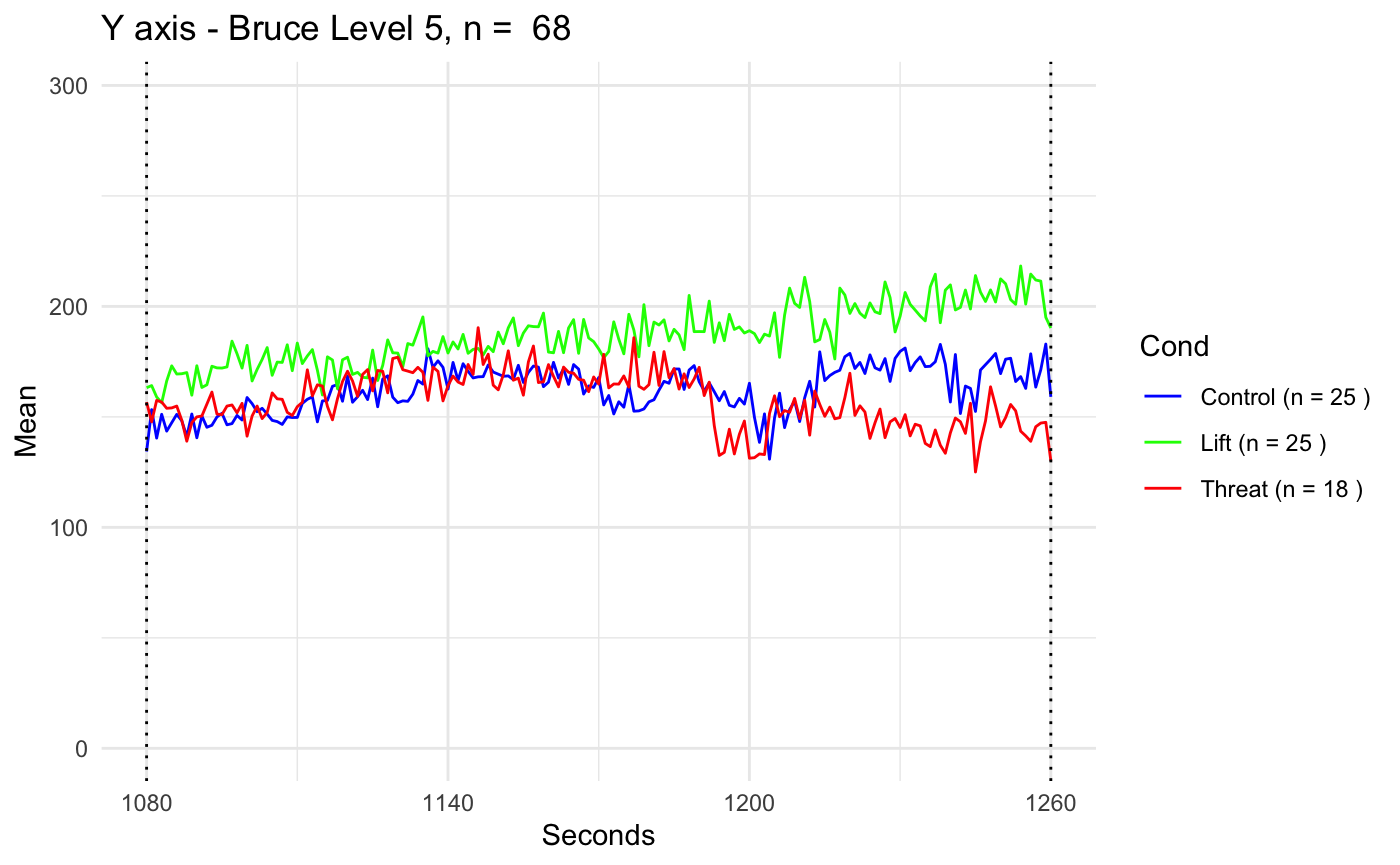 Y axis - Bruce Level 5, n =  68
300
200
100
0
Mean
1080
1140
1200
1260
Seconds
Cond
Control (n = 25 )
Lift (n = 25 )
Threat (n = 18 )